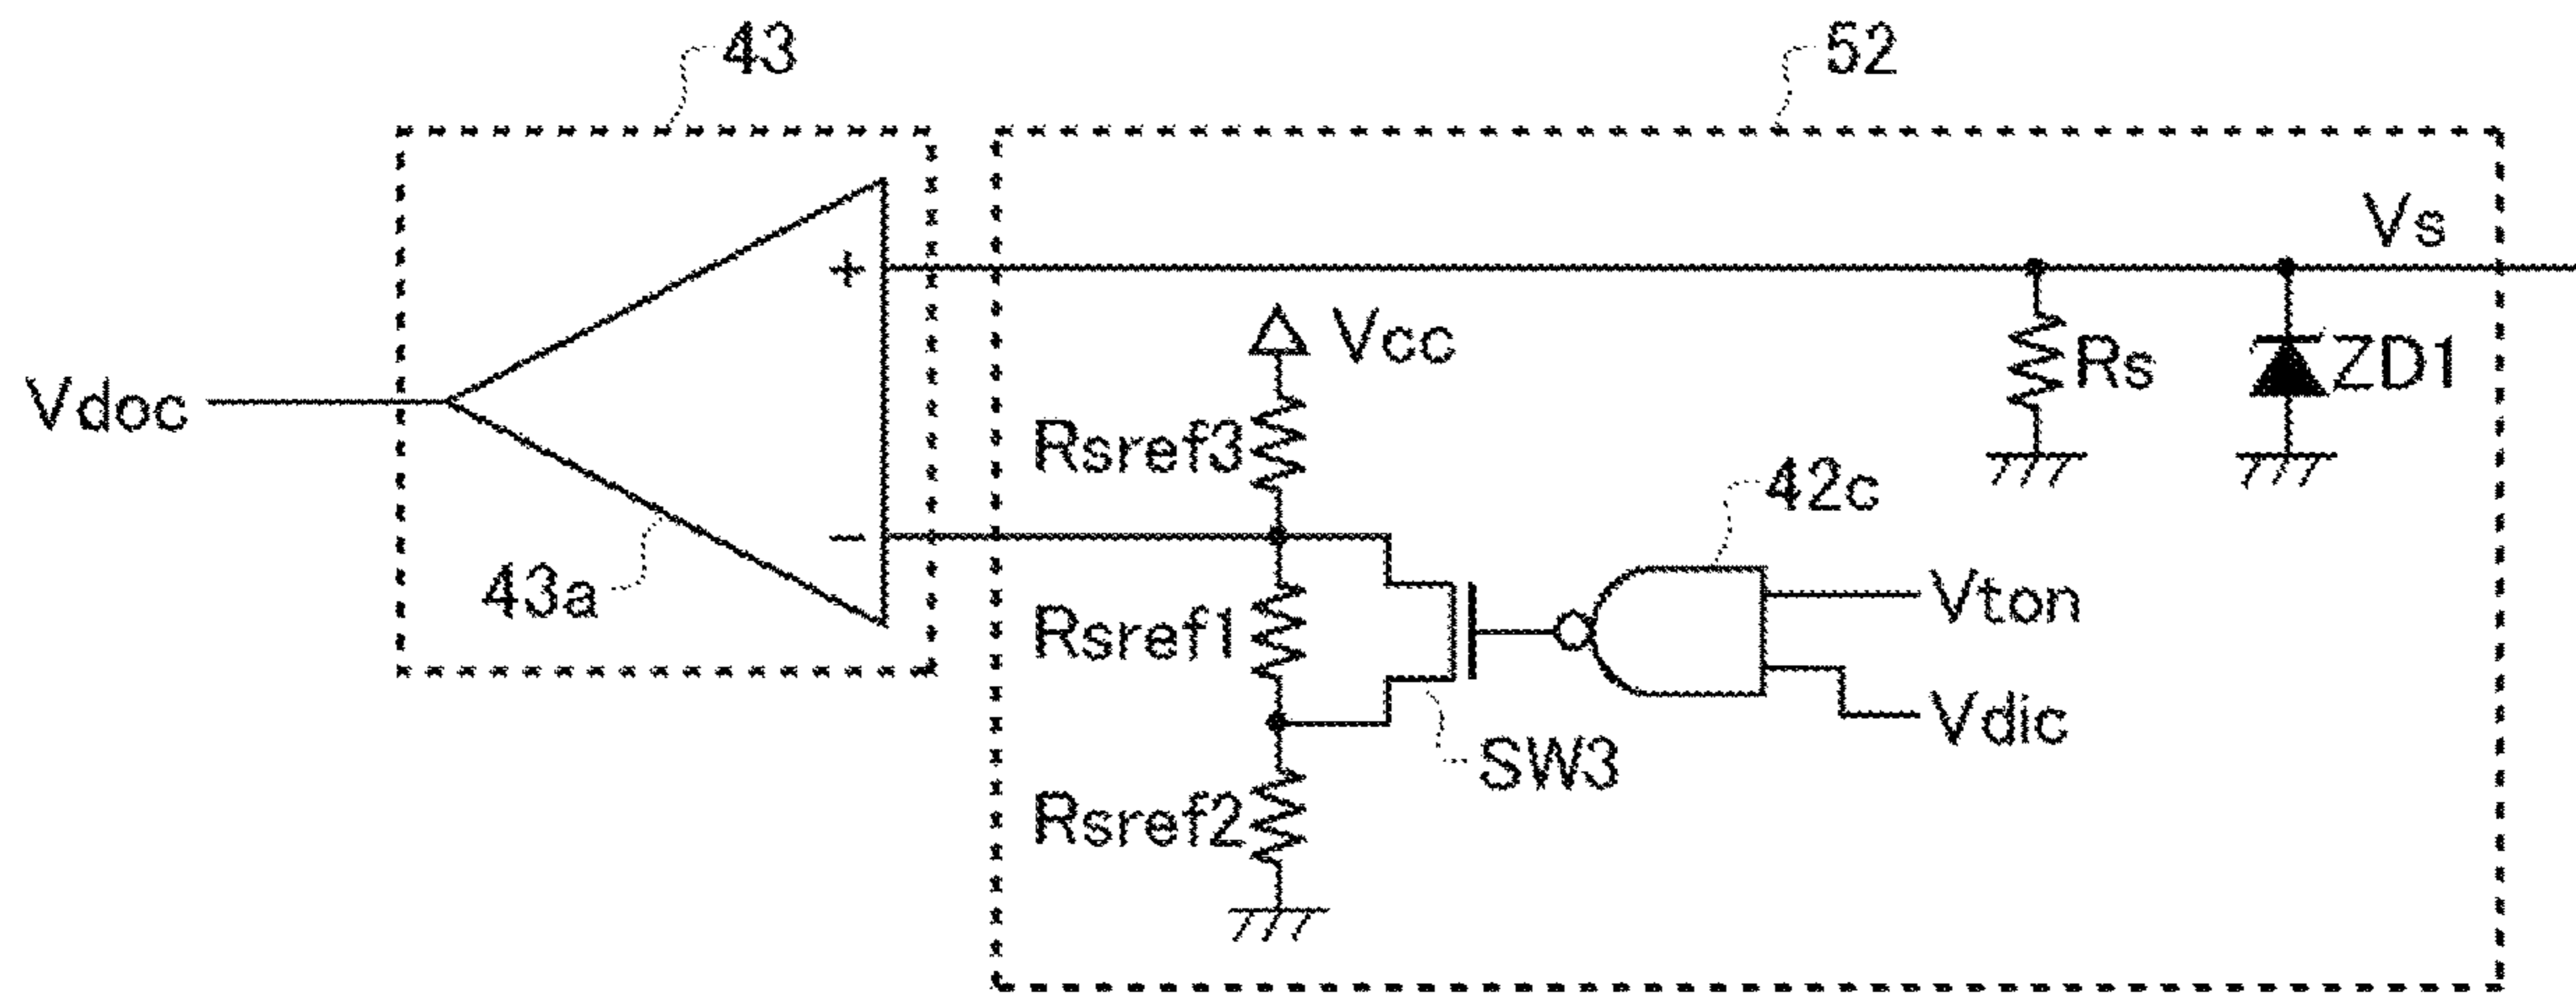 43
52
Vs
+
Vcc
Rs
ZD1
Vdoc
Rsref3
42c
−
43a
Vton
Rsref1
Vdic
SW3
Rsref2